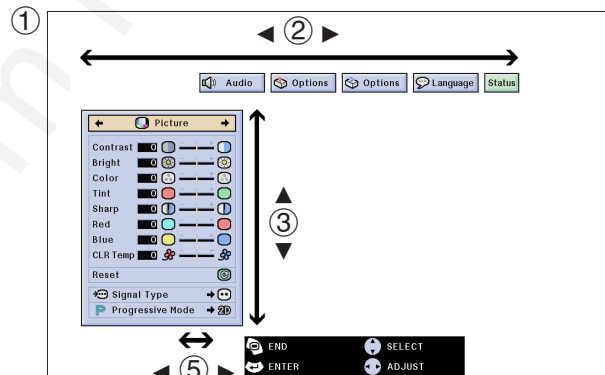 ①
◀ ② ▶
Audio Options Options Language Status
Picture
Contrast 0
Bright 0
Color 0
Tint 0
Sharp 0
Red 0
Blue 0
CLR Temp 0
Reset
Signal Type
P Progressive Mode 2D
▲
③
▼
◀ ⑤ ▶
END SELECT
ENTER ADJUST